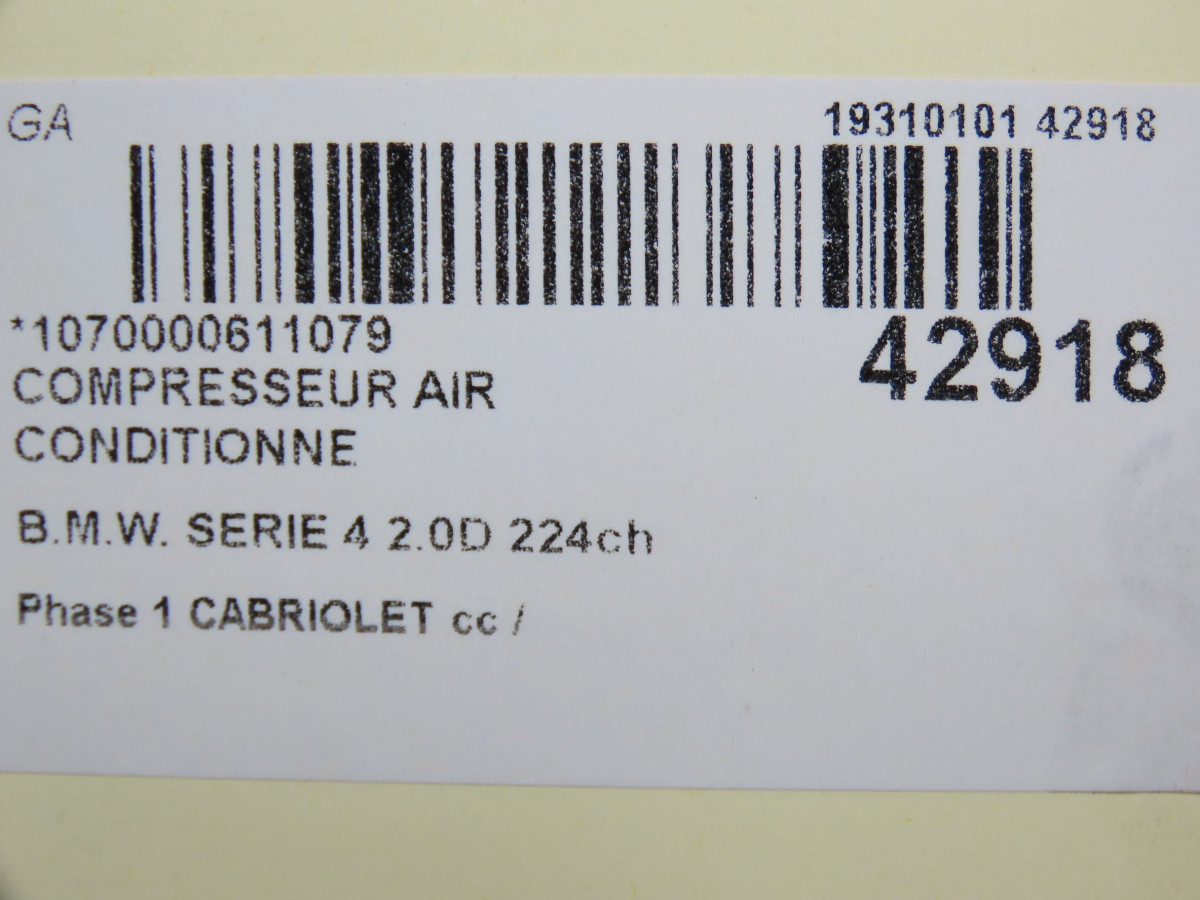 GA
19310101 42918
*1070000611079
42918
COMPRESSEUR AIR
CONDITIONNE
B.M.W. SERIE 4 2.0D 224ch
Phase 1 CABRIOLET cc /